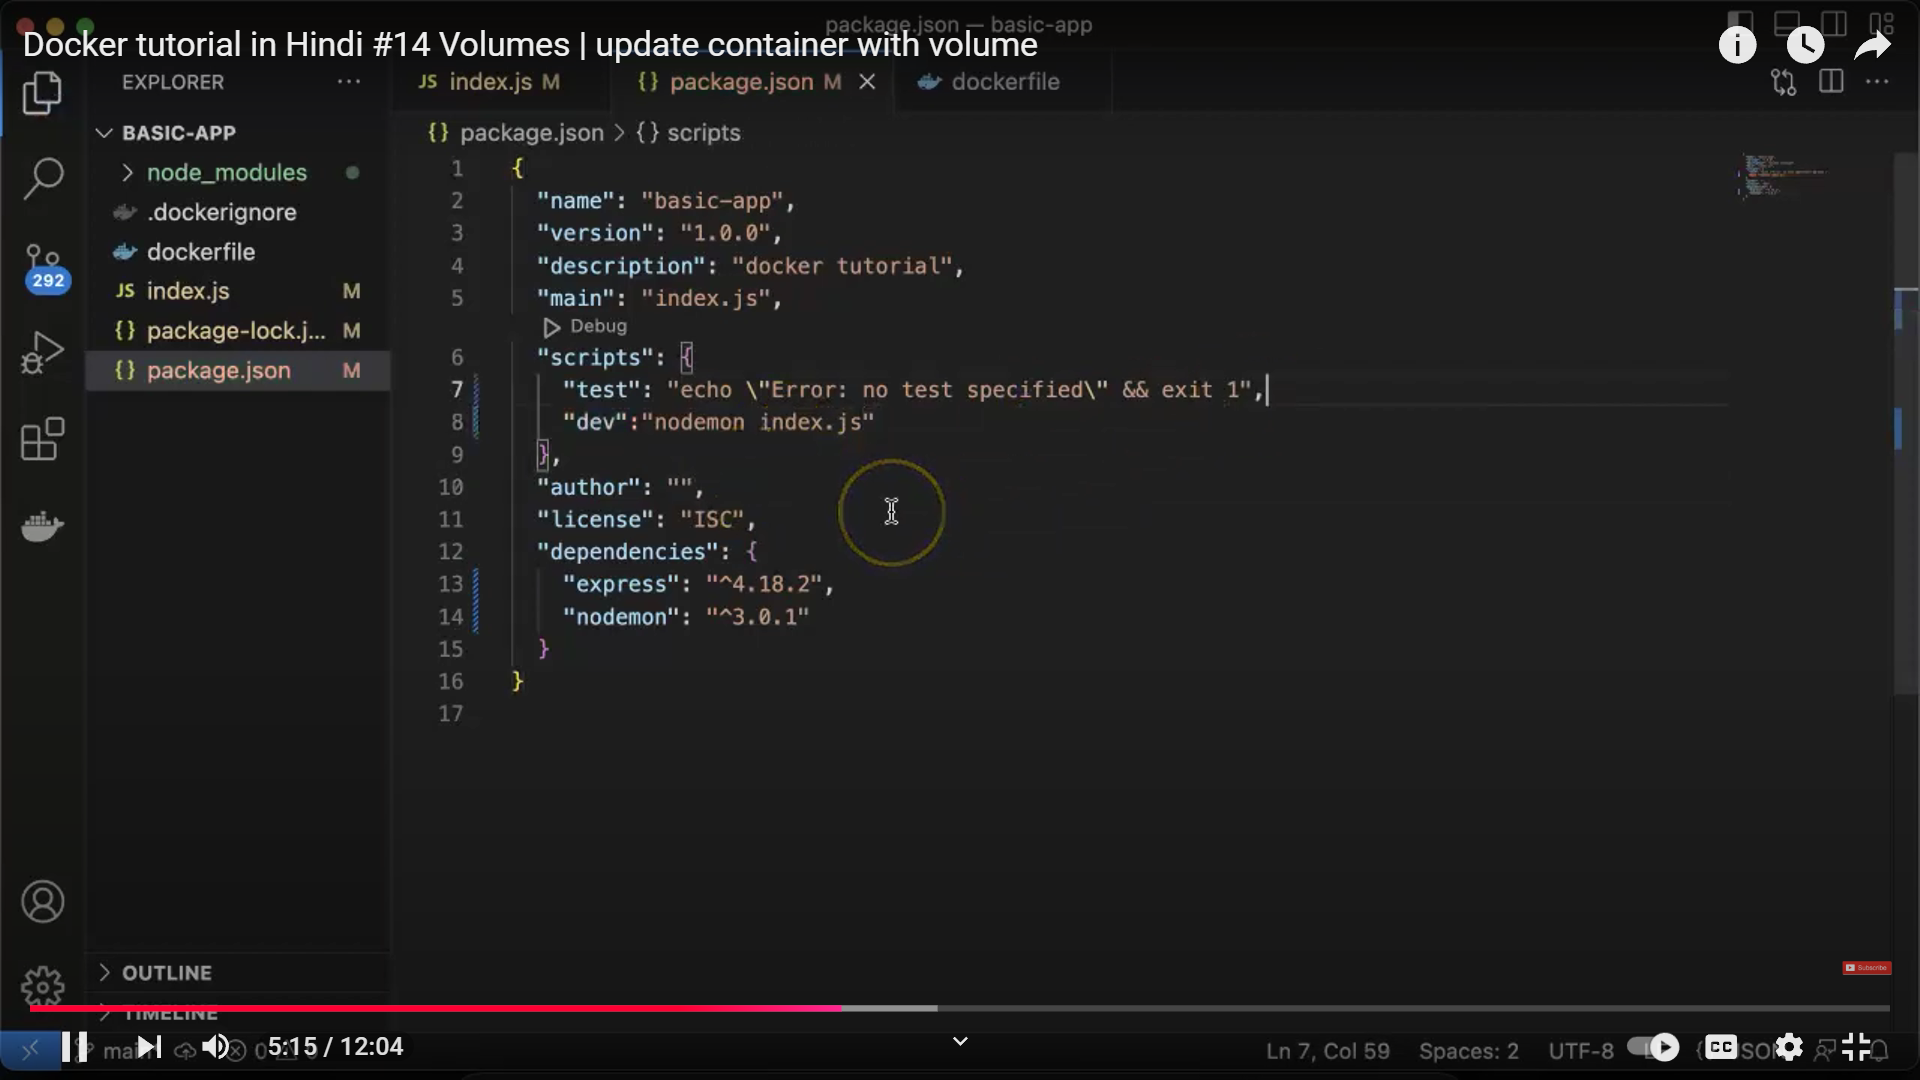 package.json — basic-app
Docker tutorial in Hindi #14 Volumes | update container with volume
EXPLORER
JS index.js M
{} package.json M
dockerfile
BASIC-APP
{} package.json > {} scripts
node_modules
.dockerignore
dockerfile
JS index.js M
{} package-lock.j... M
{} package.json M
292
1 {
2 "name": "basic-app",
3 "version": "1.0.0",
4 "description": "docker tutorial",
5 "main": "index.js",
Debug
6 "scripts": {
7 "test": "echo \"Error: no test specified\" && exit 1",
8 "dev":"nodemon index.js"
9 },
10 "author": "",
11 "license": "ISC",
12 "dependencies": {
13 "express": "^4.18.2",
14 "nodemon": "^3.0.1"
15 }
16 }
17
OUTLINE
Subscribe
TIMELINE
5:15 / 12:04
Ln 7, Col 59
Spaces: 2
UTF-8
CC